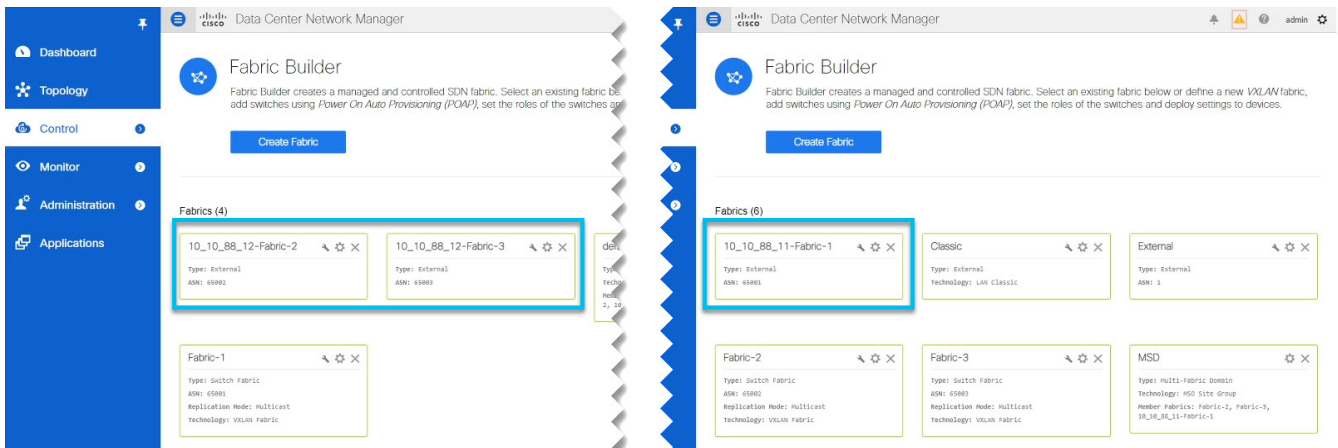 cisco Data Center Network Manager
Dashboard
Topology
Control
Monitor
Administration
Applications
Fabric Builder
Fabric Builder creates a managed and controlled SDN fabric. Select an existing fabric
add switches using Power On Auto Provisioning (POAP), set the roles of the switches
Create Fabric
Fabrics (4)
10_10_88_12-Fabric-2
Type: External
ASN: 65002
10_10_88_12-Fabric-3
Type: External
ASN: 65003
Fabric-1
Type: Switch Fabric
ASN: 65001
Replication Mode: Multicast
Technology: VXLAN Fabric
cisco Data Center Network Manager
admin
Fabric Builder
Fabric Builder creates a managed and controlled SDN fabric. Select an existing fabric below or define a new VXLAN fabric,
add switches using Power On Auto Provisioning (POAP), set the roles of the switches and deploy settings to devices.
Create Fabric
Fabrics (6)
10_10_88_11-Fabric-1
Type: External
ASN: 65001
Classic
Type: External
Technology: LAN Classic
External
Type: External
ASN: 1
Fabric-2
Type: Switch Fabric
ASN: 65002
Replication Mode: Multicast
Technology: VXLAN Fabric
Fabric-3
Type: Switch Fabric
ASN: 65003
Replication Mode: Multicast
Technology: VXLAN Fabric
MSD
Type: Multi-Fabric Domain
Technology: MSD Site Group
Member Fabrics: Fabric-2, Fabric-3,
10_10_88_11-Fabric-1